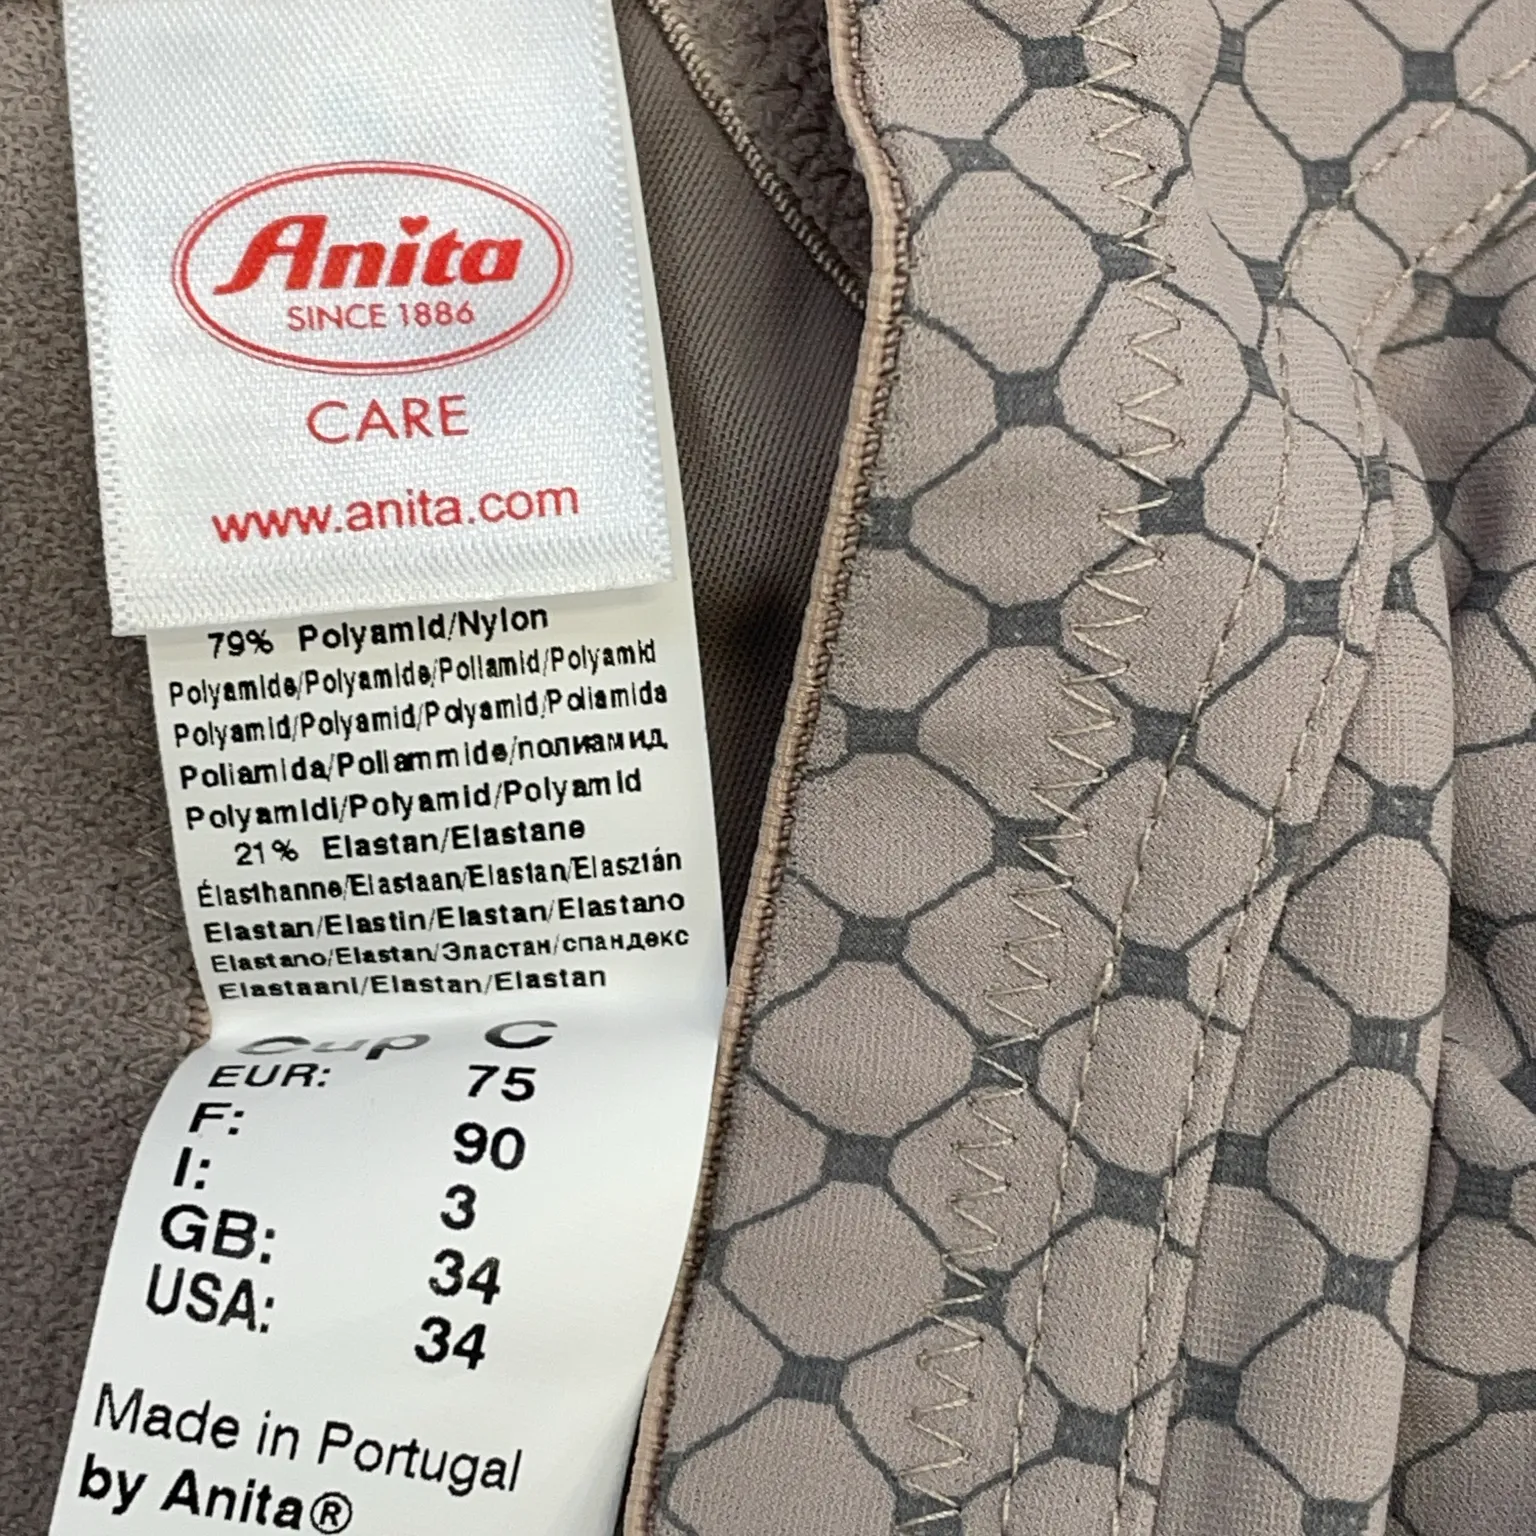 Anita
SINCE 1886
CARE
www.anita.com
79% Polyamid/Nylon
Polyamide/Polyamide/Poliamid/Polyamid
Polyamid/Polyamid/Polyamid/Poliamida
Poliamida/Poliammide/полиамид
Polyamidi/Polyamid/Polyamid
21% Elastan/Elastane
Élasthanne/Elastaan/Elastan/Elasztán
Elastan/Elastin/Elastan/Elastano
Elastano/Elastan/Эластан/спандекс
Elastaani/Elastan/Elastan
Cup C
EUR: 75
F: 90
I: 3
GB: 34
USA: 34
Made in Portugal
by Anita®